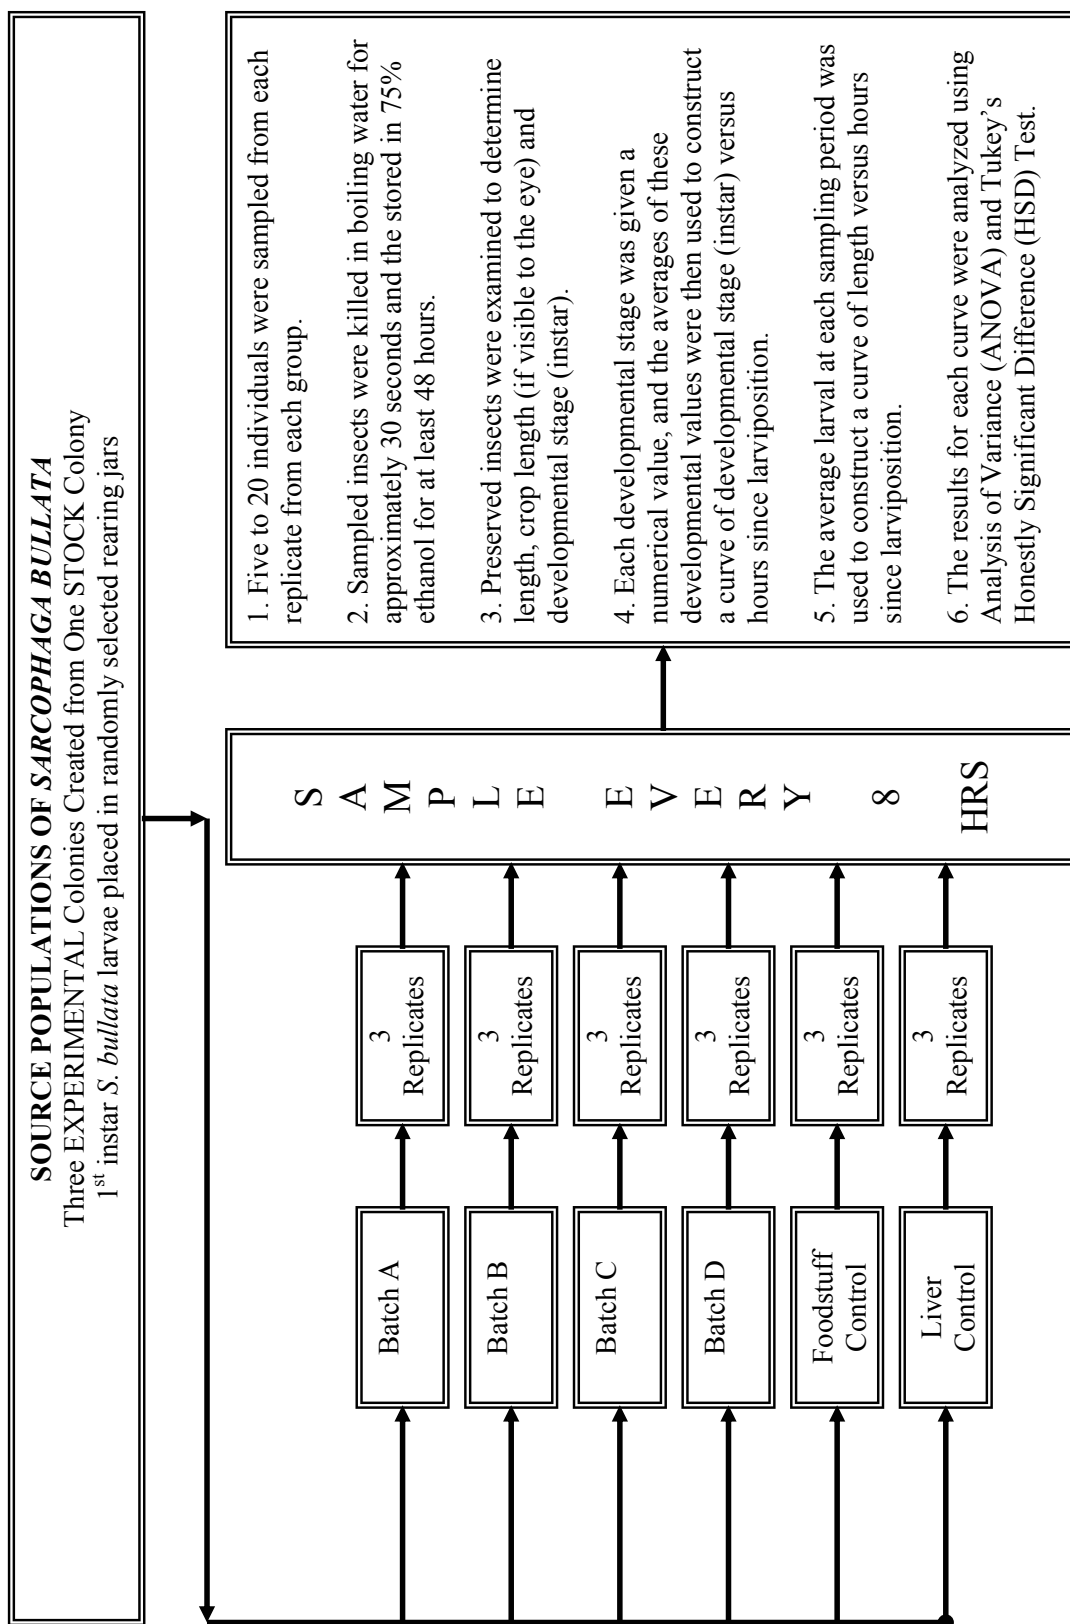 SOURCE POPULATIONS OF SARCOPHAGA BULLATA
Three EXPERIMENTAL Colonies Created from One STOCK Colony
1st instar S. bullata larvae placed in randomly selected rearing jars
Batch A
Batch B
Batch C
Batch D
Foodstuff
Control
Liver
Control
3
Replicates
3
Replicates
3
Replicates
3
Replicates
3
Replicates
3
Replicates
S
A
M
P
L
E
E
V
E
R
Y
8
HRS
1. Five to 20 individuals were sampled from each
replicate from each group.
2. Sampled insects were killed in boiling water for
approximately 30 seconds and the stored in 75%
ethanol for at least 48 hours.
3. Preserved insects were examined to determine
length, crop length (if visible to the eye) and
developmental stage (instar).
4. Each developmental stage was given a
numerical value, and the averages of these
developmental values were then used to construct
a curve of developmental stage (instar) versus
hours since larviposition.
5. The average larval at each sampling period was
used to construct a curve of length versus hours
since larviposition.
6. The results for each curve were analyzed using
Analysis of Variance (ANOVA) and Tukey's
Honestly Significant Difference (HSD) Test.